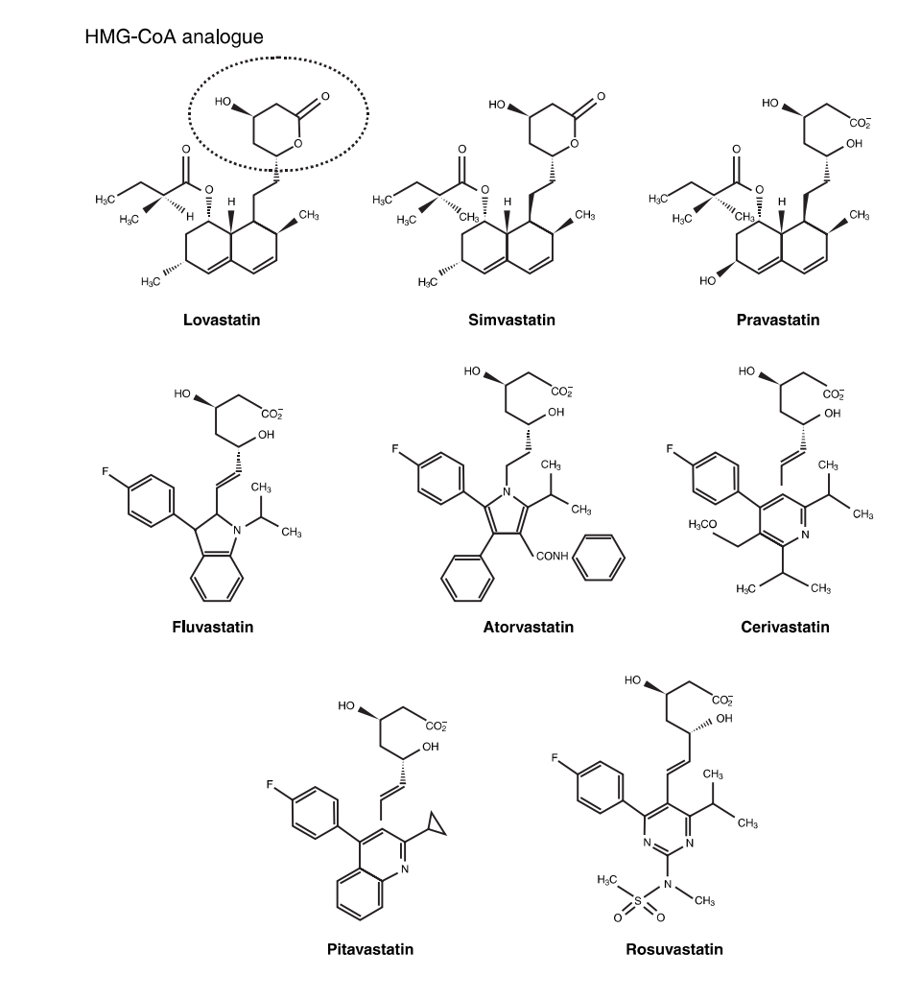 HMG-CoA analogue
HO
O
O
O
O
H3C
H3C
H
H
CH3
H3C
Lovastatin
HO
O
O
O
O
H3C
H3C
CH3
H
CH3
H3C
Simvastatin
HO
CO2−
OH
O
O
H3C
H3C
CH3
H
CH3
HO
Pravastatin
HO
CO2−
OH
F
CH3
N
CH3
Fluvastatin
HO
CO2−
OH
F
CH3
N
CH3
CONH
Atorvastatin
HO
CO2−
OH
F
CH3
CH3
H3CO
N
H3C
CH3
Cerivastatin
HO
CO2−
OH
F
N
Pitavastatin
HO
CO2−
OH
F
CH3
CH3
N
N
H3C
N
S
CH3
O
O
Rosuvastatin